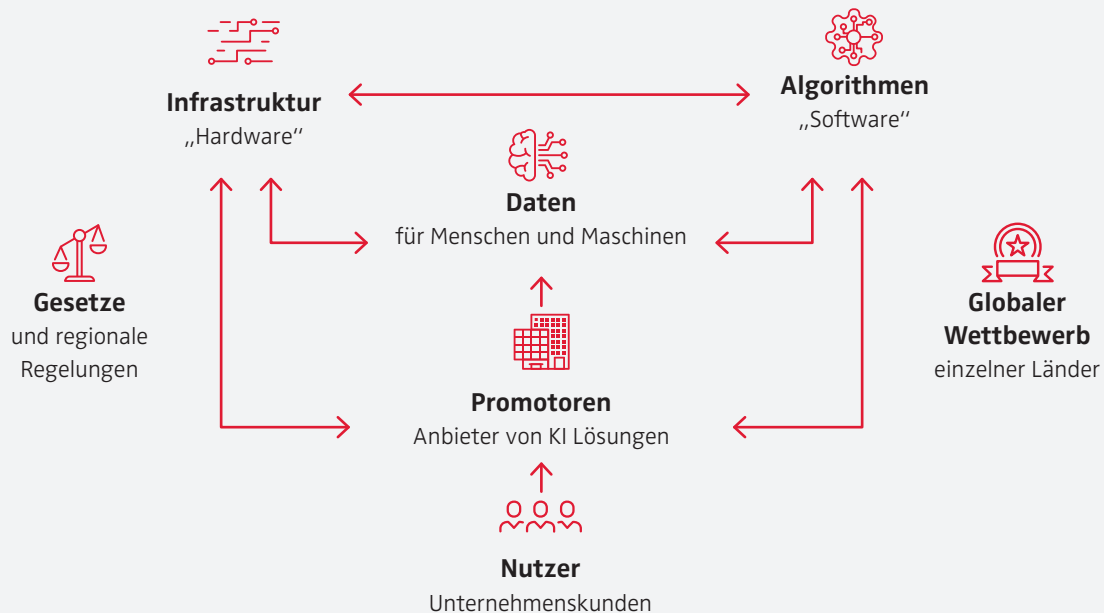 Infrastruktur
„Hardware“
Algorithmen
„Software“
Daten
für Menschen und Maschinen
Gesetze
und regionale
Regelungen
Globaler
Wettbewerb
einzelner Länder
Promotoren
Anbieter von KI Lösungen
Nutzer
Unternehmenskunden